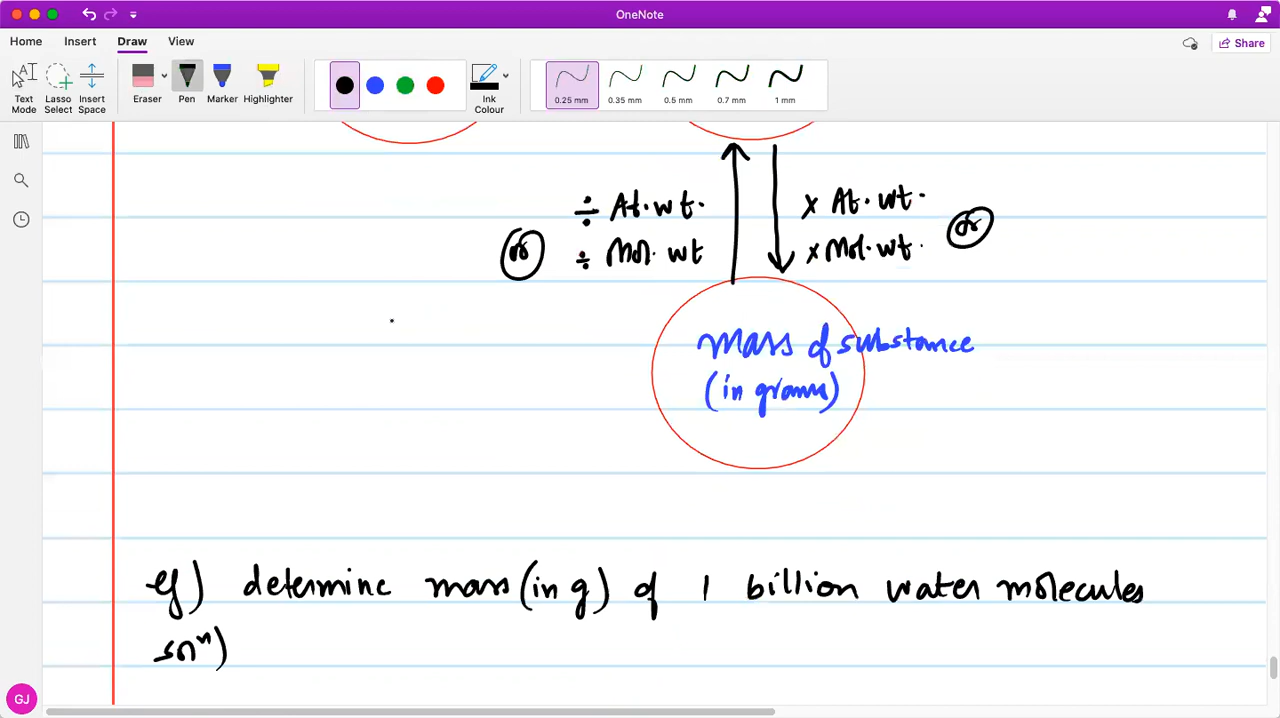 OneNote
Home Insert Draw View
Share
Text Mode
Lasso Select
Insert Space
Eraser
Pen
Marker
Highlighter
Ink Colour
0.25 mm
0.35 mm
0.5 mm
0.7 mm
1 mm
÷ At. wt. × At. wt.
or ÷ Mol. wt × Mol. wt. or
mass of substance
(in grams)
eg) determine mass (in g) of 1 billion water molecules
solⁿ)
GJ